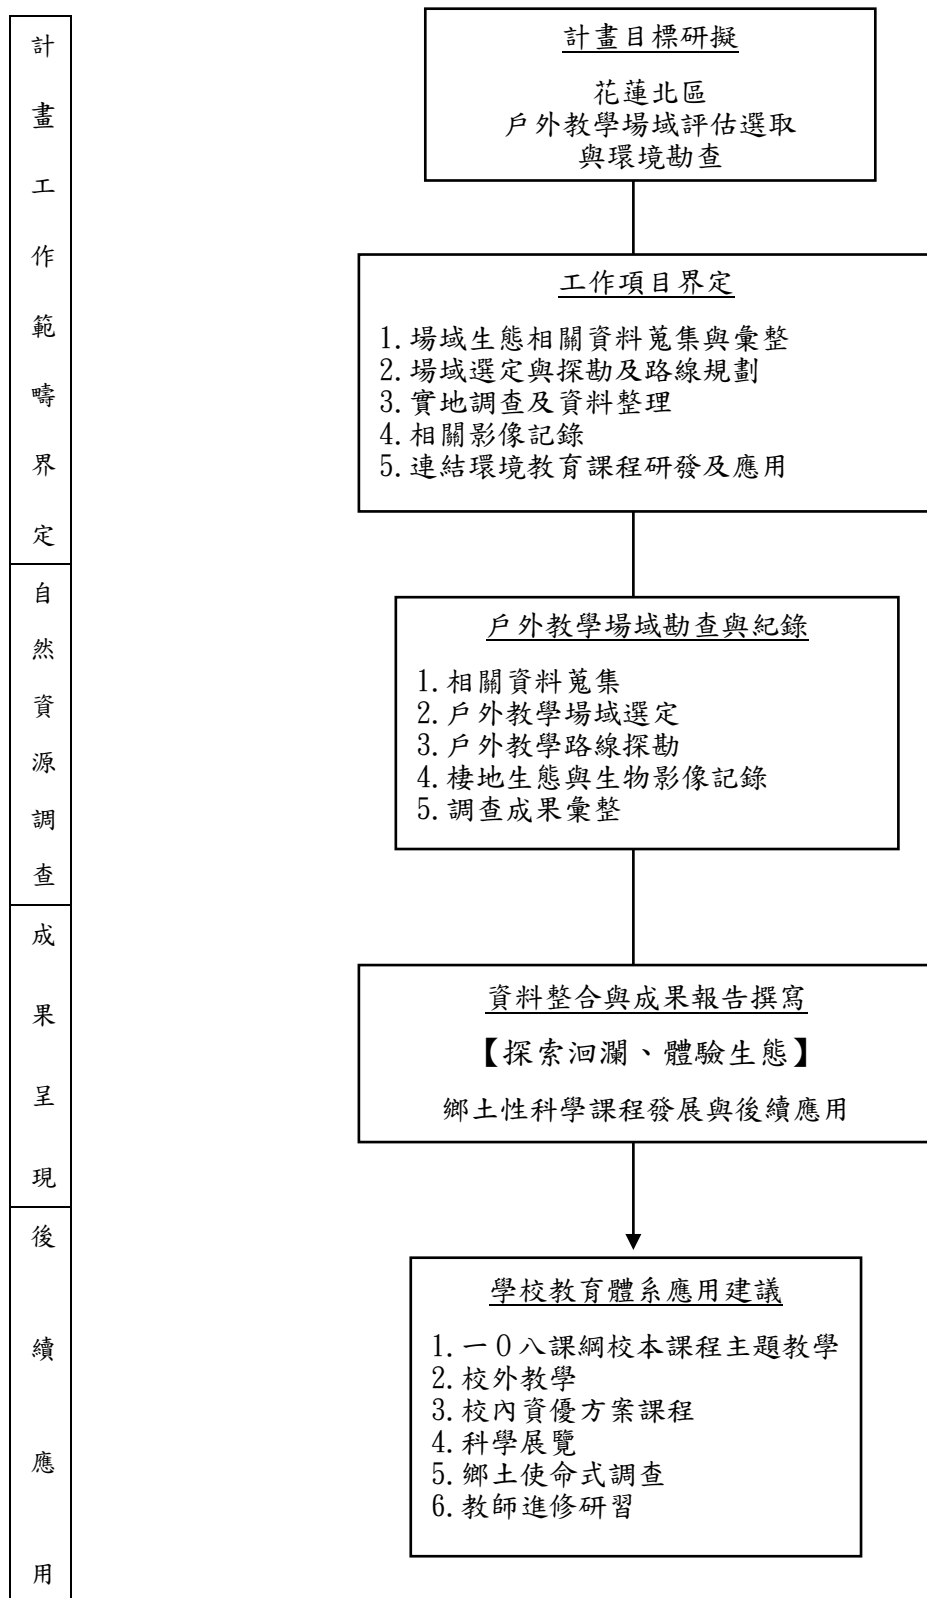 計畫工作範疇界定
自然資源調查
成果呈現
後續應用
計畫目標研擬
花蓮北區
戶外教學場域評估選取
與環境勘查
工作項目界定
1.場域生態相關資料蒐集與彙整
2.場域選定與探勘及路線規劃
3.實地調查及資料整理
4.相關影像記錄
5.連結環境教育課程研發及應用
戶外教學場域勘查與紀錄
1.相關資料蒐集
2.戶外教學場域選定
3.戶外教學路線探勘
4.棲地生態與生物影像記錄
5.調查成果彙整
資料整合與成果報告撰寫
【探索洄瀾、體驗生態】
鄉土性科學課程發展與後續應用
學校教育體系應用建議
1.一0八課綱校本課程主題教學
2.校外教學
3.校內資優方案課程
4.科學展覽
5.鄉土使命式調查
6.教師進修研習